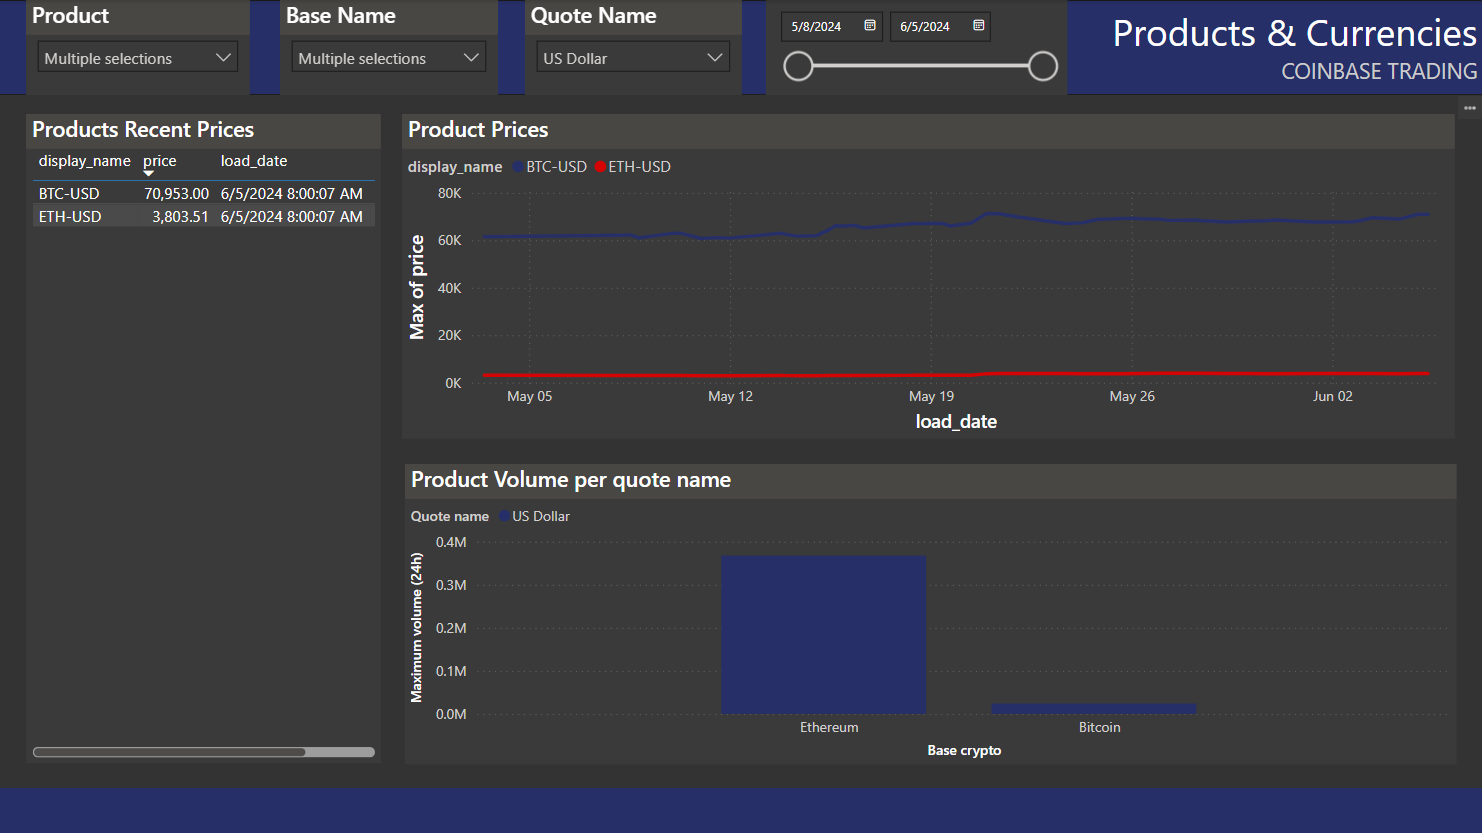 Product
Multiple selections
Base Name
Multiple selections
Quote Name
US Dollar
5/8/2024
6/5/2024
Products & Currencies
COINBASE TRADING
Products Recent Prices
display_name price load_date
BTC-USD 70,953.00 6/5/2024 8:00:07 AM
ETH-USD 3,803.51 6/5/2024 8:00:07 AM
Product Prices
display_name BTC-USD ETH-USD
Max of price
80K
60K
40K
20K
0K
May 05 May 12 May 19 May 26 Jun 02
load_date
Product Volume per quote name
Quote name US Dollar
Maximum volume (24h)
0.4M
0.3M
0.2M
0.1M
0.0M
Ethereum Bitcoin
Base crypto